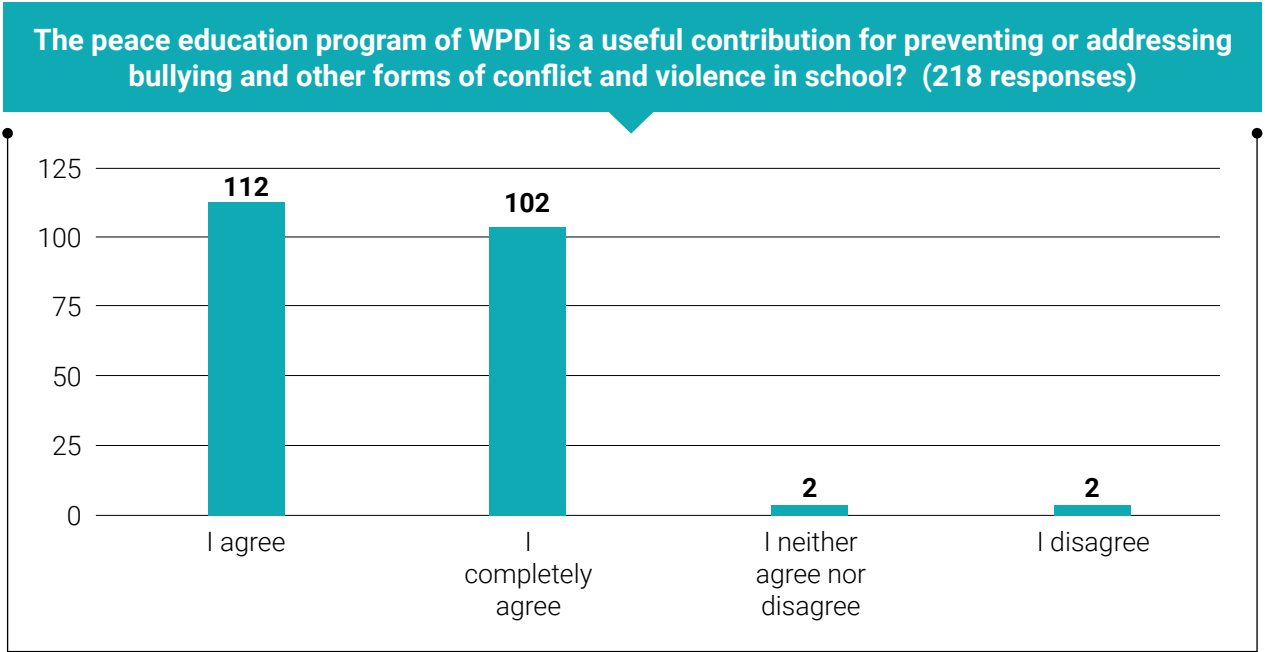 The peace education program of WPDI is a useful contribution for preventing or addressing
bullying and other forms of conflict and violence in school?  (218 responses)
125
100
75
50
25
0
112
102
2
2
I agree
I
completely
agree
I neither
agree nor
disagree
I disagree